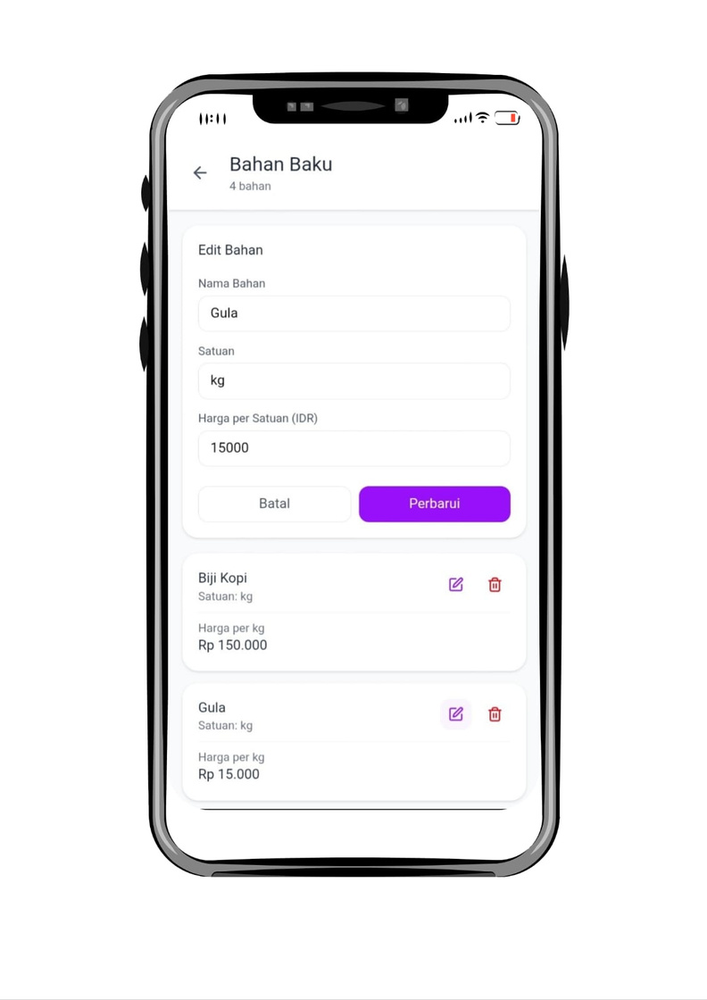 11:11
Bahan Baku
4 bahan
Edit Bahan
Nama Bahan
Gula
Satuan
kg
Harga per Satuan (IDR)
15000
Batal Perbarui
Biji Kopi
Satuan: kg
Harga per kg
Rp 150.000
Gula
Satuan: kg
Harga per kg
Rp 15.000